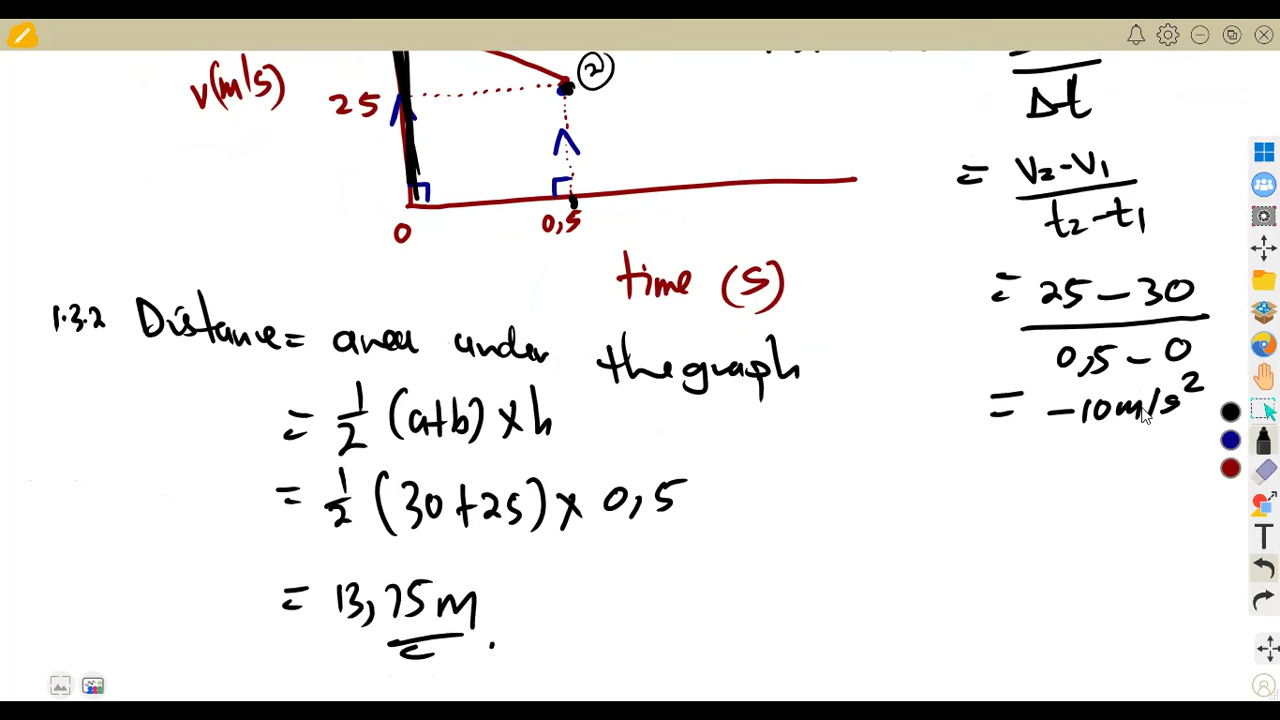 ②
v(m/s)
25
0
0,5
time (s)
Δt
= v2-v1
t2-t1
= 25-30
0,5-0
= -10m/s²
1.3.2 Distance = area under the graph
= 1/2 (a+b) x h
= 1/2 (30+25) x 0,5
= 13,75m
T